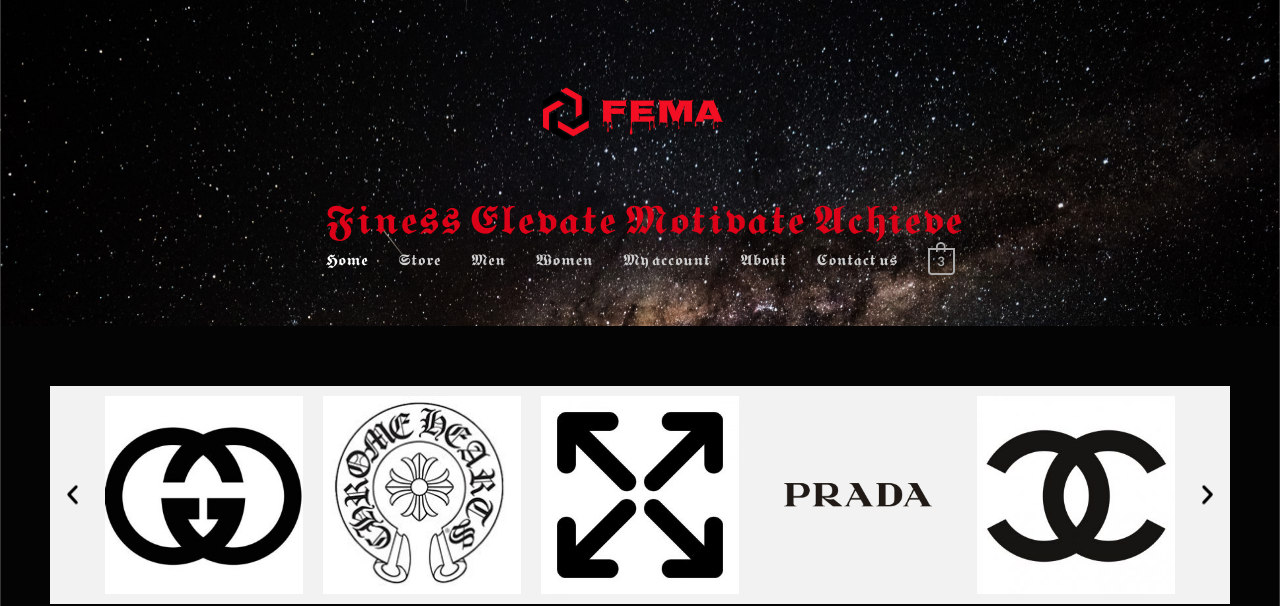 FEMA
Finess Elevate Motivate Achieve
Home Store Men Women My account About Contact us 3
CHROME HEARTS
PRADA